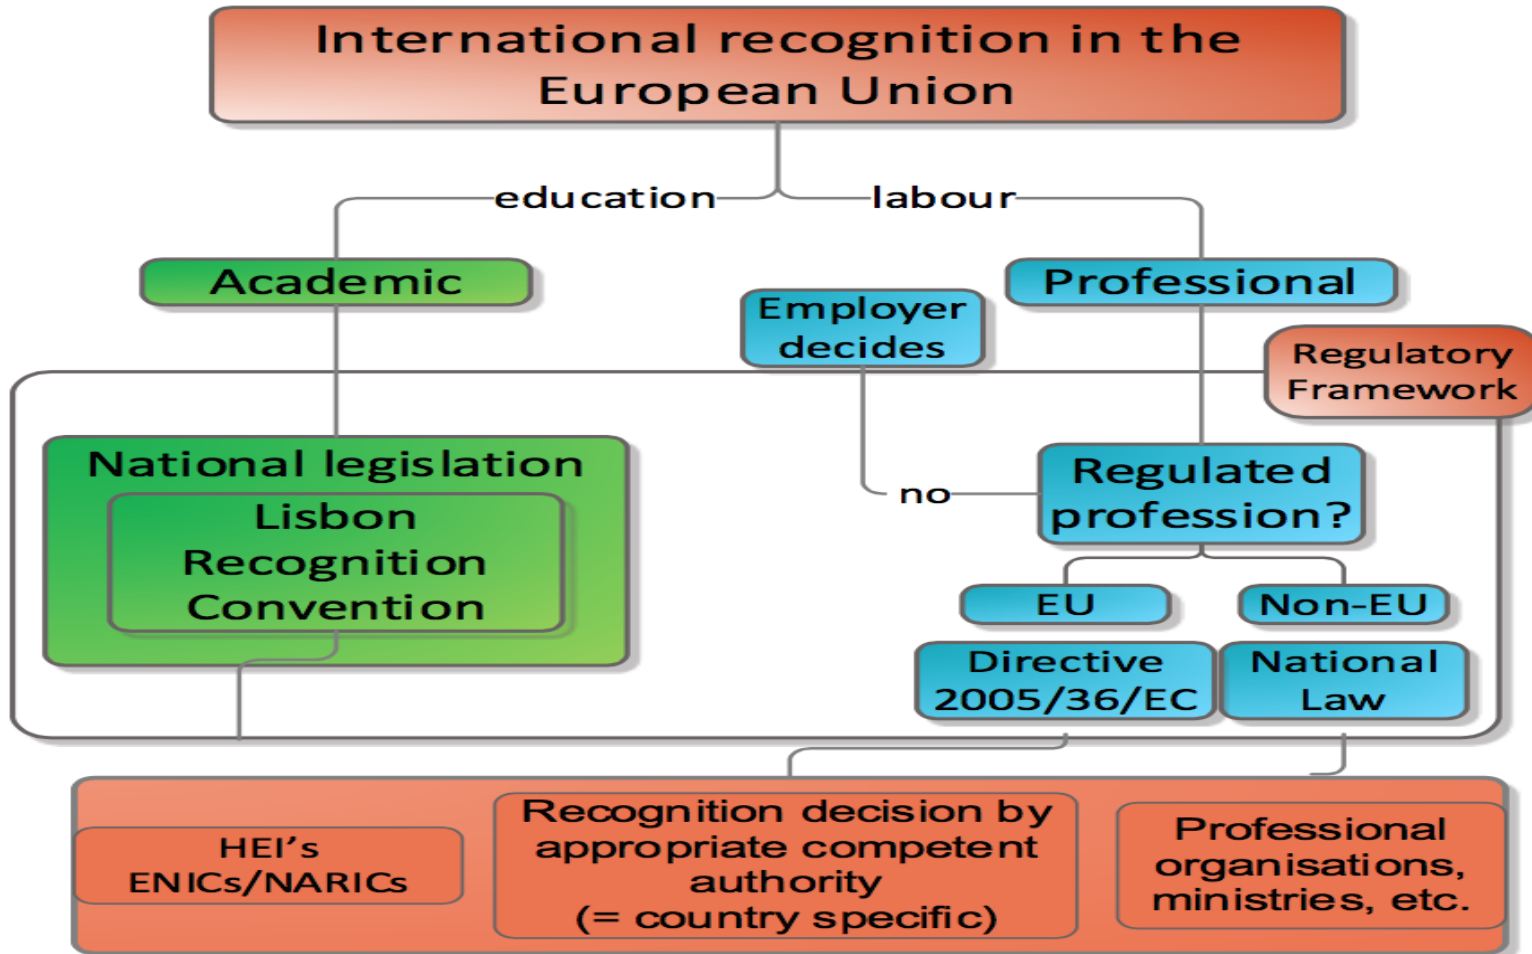 International recognition in the
European Union
education
labour
Academic
Professional
Employer
decides
Regulatory
Framework
National legislation
Lisbon
Recognition
Convention
no
Regulated
profession?
EU
Non-EU
Directive
2005/36/EC
National
Law
HEI’s
ENICs/NARICs
Recognition decision by
appropriate competent
authority
(= country specific)
Professional
organisations,
ministries, etc.